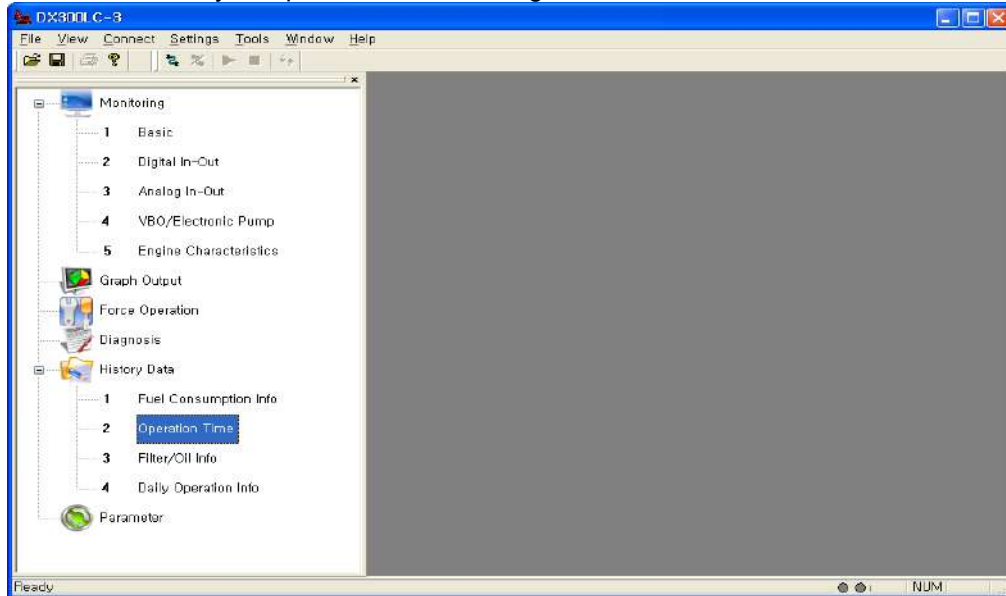 DX300LC-3
File View Connect Settings Tools Window Help
Monitoring
1 Basic
2 Digital In-Out
3 Analog In-Out
4 VBO/Electronic Pump
5 Engine Characteristics
Graph Output
Force Operation
Diagnosis
History Data
1 Fuel Consumption Info
2 Operation Time
3 Filter/Oil Info
4 Daily Operation Info
Parameter
Ready NUM